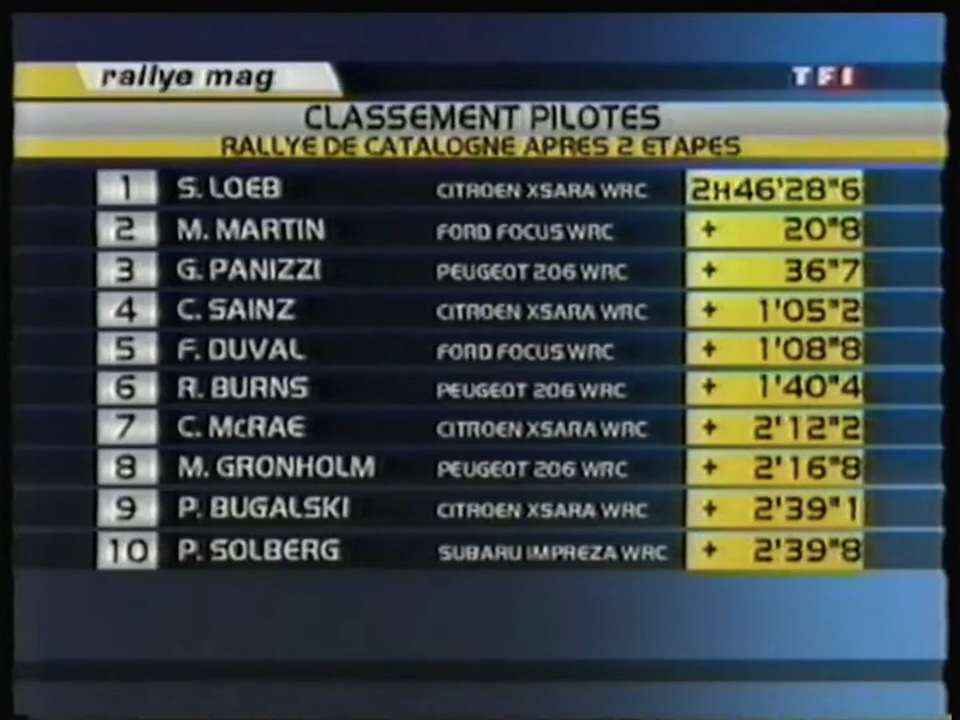 rallye mag
TF1
CLASSEMENT PILOTES
RALLYE DE CATALOGNE APRES 2 ETAPES
1 S. LOEB CITROEN XSARA WRC 2H46'28"6
2 M. MARTIN FORD FOCUS WRC + 20"8
3 G. PANIZZI PEUGEOT 206 WRC + 36"7
4 C. SAINZ CITROEN XSARA WRC + 1'05"2
5 F. DUVAL FORD FOCUS WRC + 1'08"8
6 R. BURNS PEUGEOT 206 WRC + 1'40"4
7 C. McRAE CITROEN XSARA WRC + 2'12"2
8 M. GRONHOLM PEUGEOT 206 WRC + 2'16"8
9 P. BUGALSKI CITROEN XSARA WRC + 2'39"1
10 P. SOLBERG SUBARU IMPREZA WRC + 2'39"8